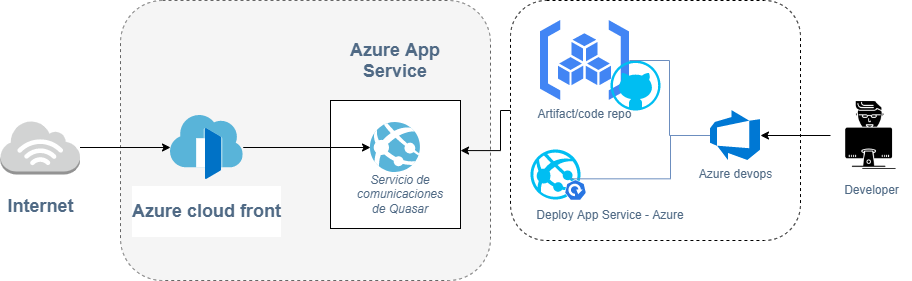 Internet
Azure cloud front
Azure App
Service
Servicio de
comunicaciones
de Quasar
Artifact/code repo
Deploy App Service - Azure
Azure devops
Developer